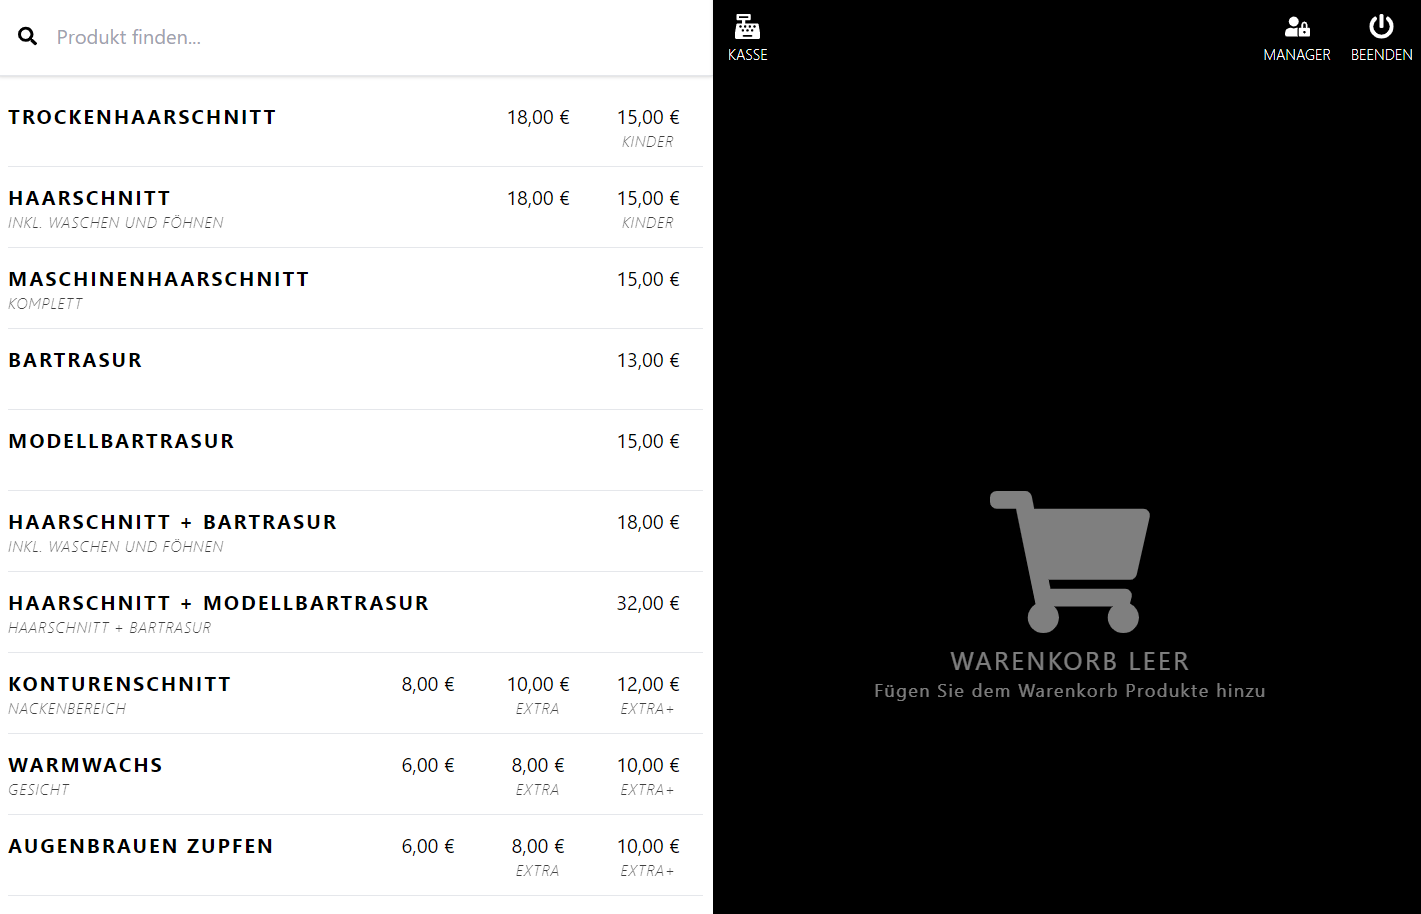 Produkt finden...
KASSE
MANAGER
BEENDEN
TROCKENHAARSCHNITT 18,00 € 15,00 €
KINDER
HAARSCHNITT 18,00 € 15,00 €
INKL. WASCHEN UND FÖHNEN KINDER
MASCHINENHAARSCHNITT 15,00 €
KOMPLETT
BARTRASUR 13,00 €
MODELLBARTRASUR 15,00 €
HAARSCHNITT + BARTRASUR 18,00 €
INKL. WASCHEN UND FÖHNEN
HAARSCHNITT + MODELLBARTRASUR 32,00 €
HAARSCHNITT + BARTRASUR
KONTURENSCHNITT 8,00 € 10,00 € 12,00 €
NACKENBEREICH EXTRA EXTRA+
WARMWACHS 6,00 € 8,00 € 10,00 €
GESICHT EXTRA EXTRA+
AUGENBRAUEN ZUPFEN 6,00 € 8,00 € 10,00 €
EXTRA EXTRA+
WARENKORB LEER
Fügen Sie dem Warenkorb Produkte hinzu